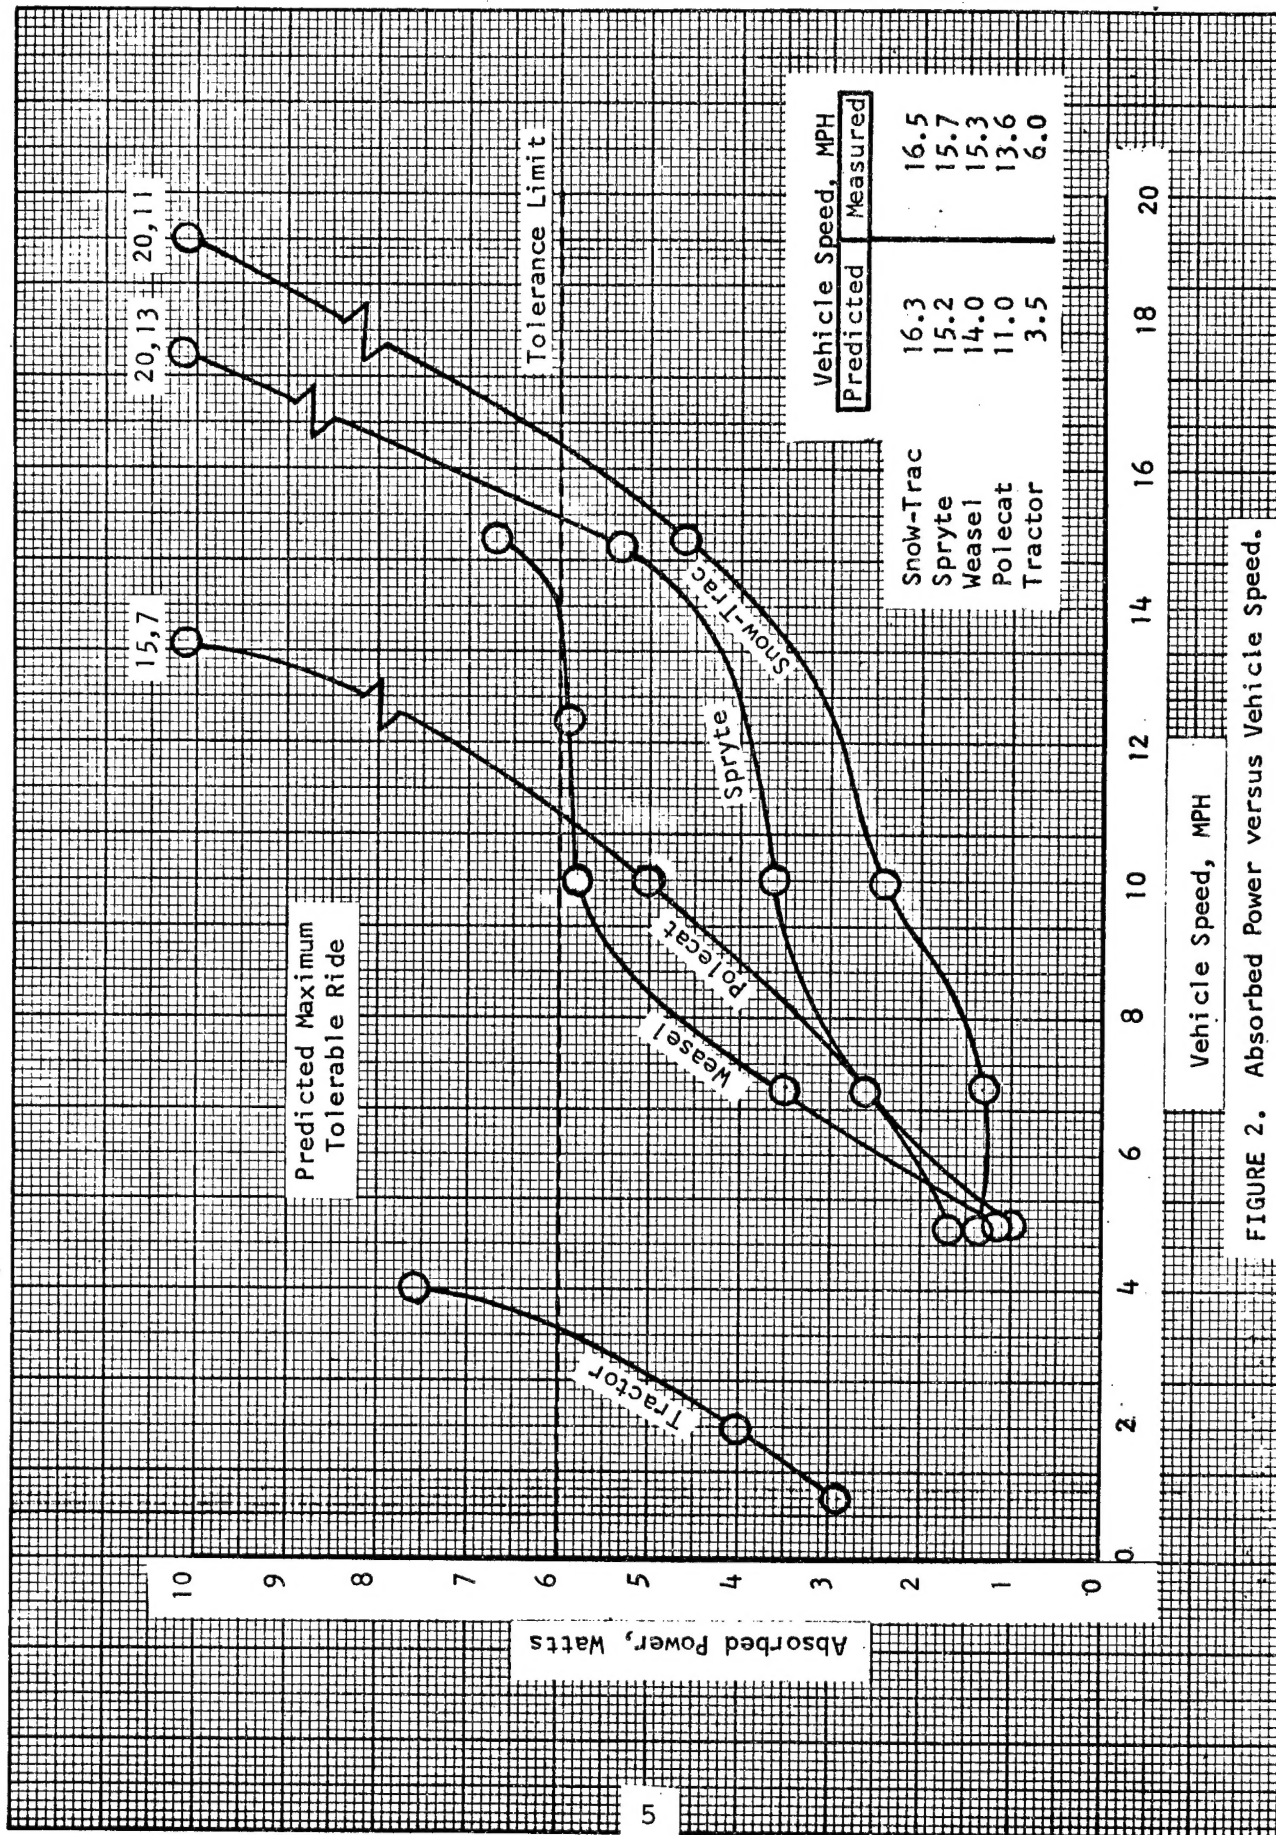 20,11
20,13
15,7
Tolerance Limit
Predicted Maximum
Tolerable Ride
Tractor
Weasel
Polecat
Spryte
Snow-Trac
Vehicle Speed, MPH
Predicted Measured
Snow-Trac 16.3 16.5
Spryte 15.2 15.7
Weasel 14.0 15.3
Polecat 11.0 13.6
Tractor 3.5 6.0
10
9
8
7
6
5
4
3
2
1
0
Absorbed Power, Watts
0 2 4 6 8 10 12 14 16 18 20
Vehicle Speed, MPH
FIGURE 2. Absorbed Power versus Vehicle Speed.
5